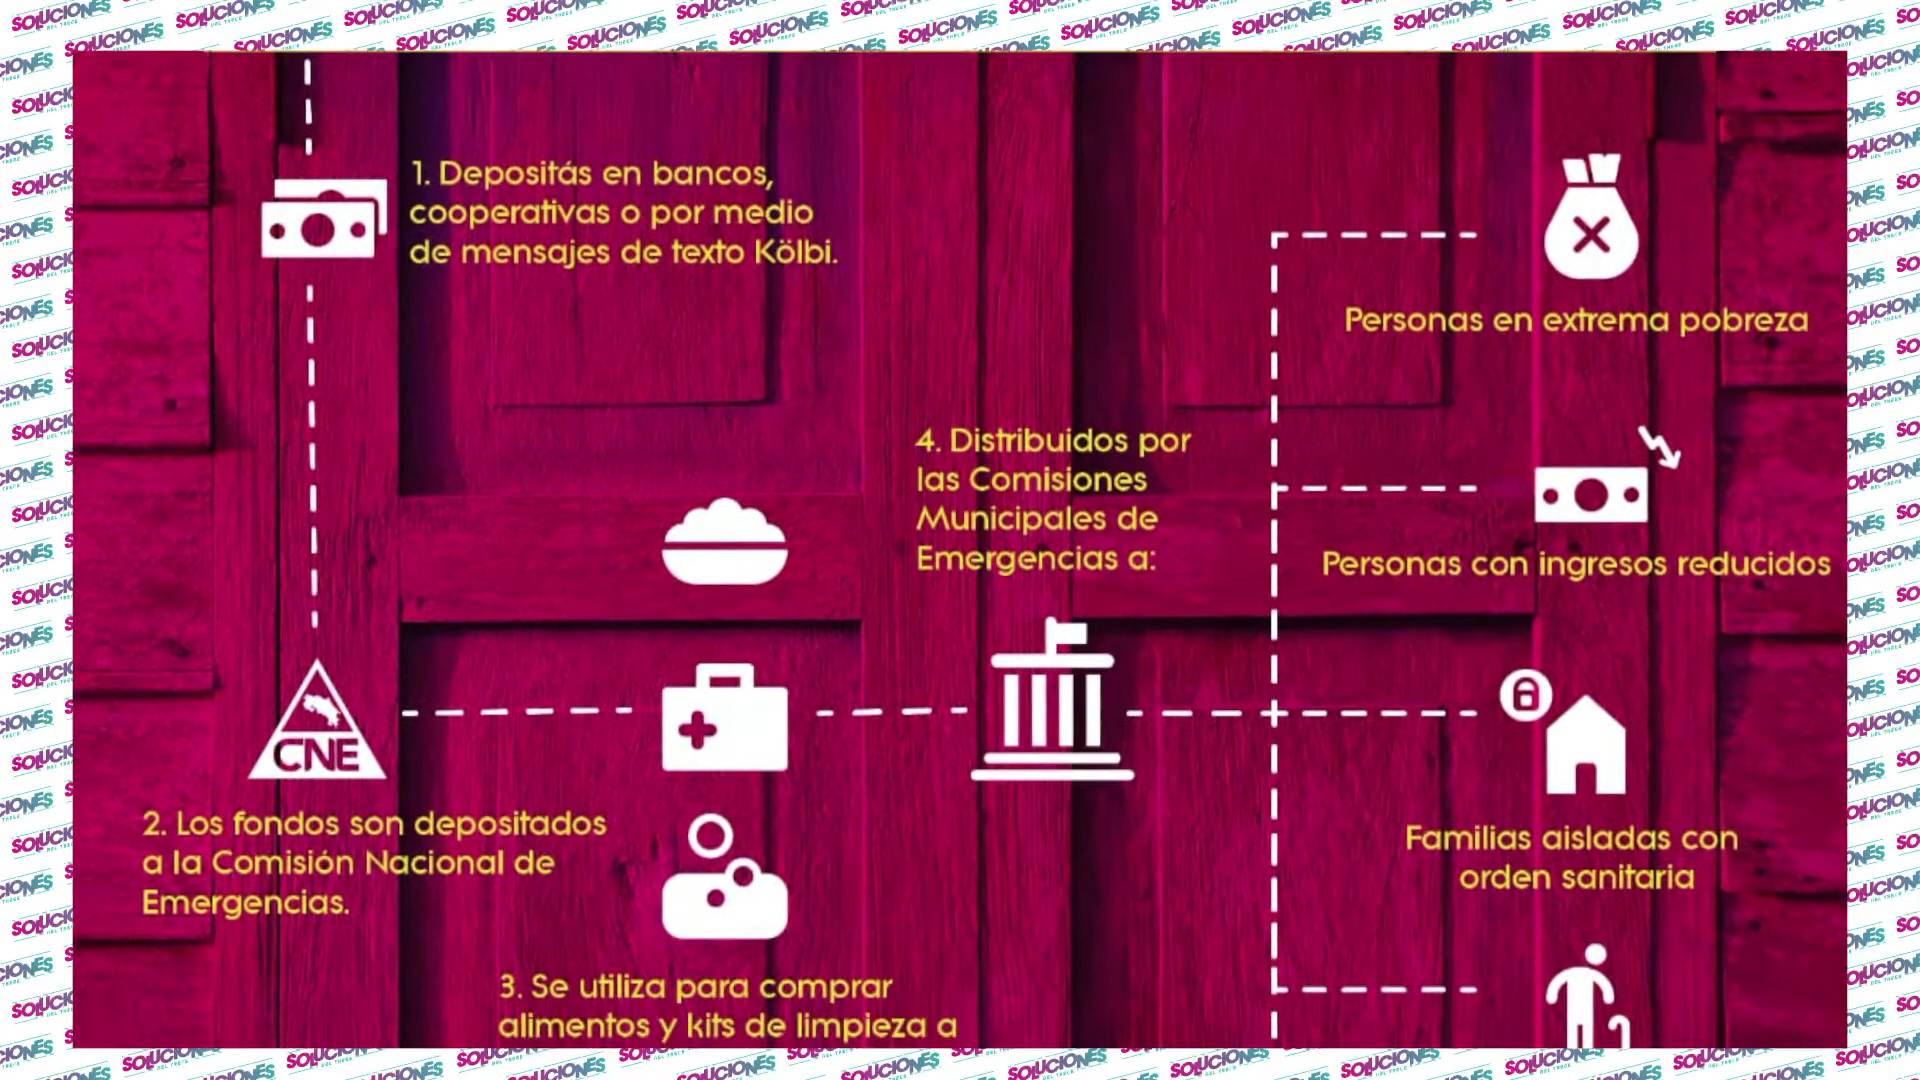 SOLUCIONES
1. Depositás en bancos,
cooperativas o por medio
de mensajes de texto Kölbi.
Personas en extrema pobreza
4. Distribuidos por
las Comisiones
Municipales de
Emergencias a:
Personas con ingresos reducidos
CNE
2. Los fondos son depositados
a la Comisión Nacional de
Emergencias.
Familias aisladas con
orden sanitaria
3. Se utiliza para comprar
alimentos y kits de limpieza a